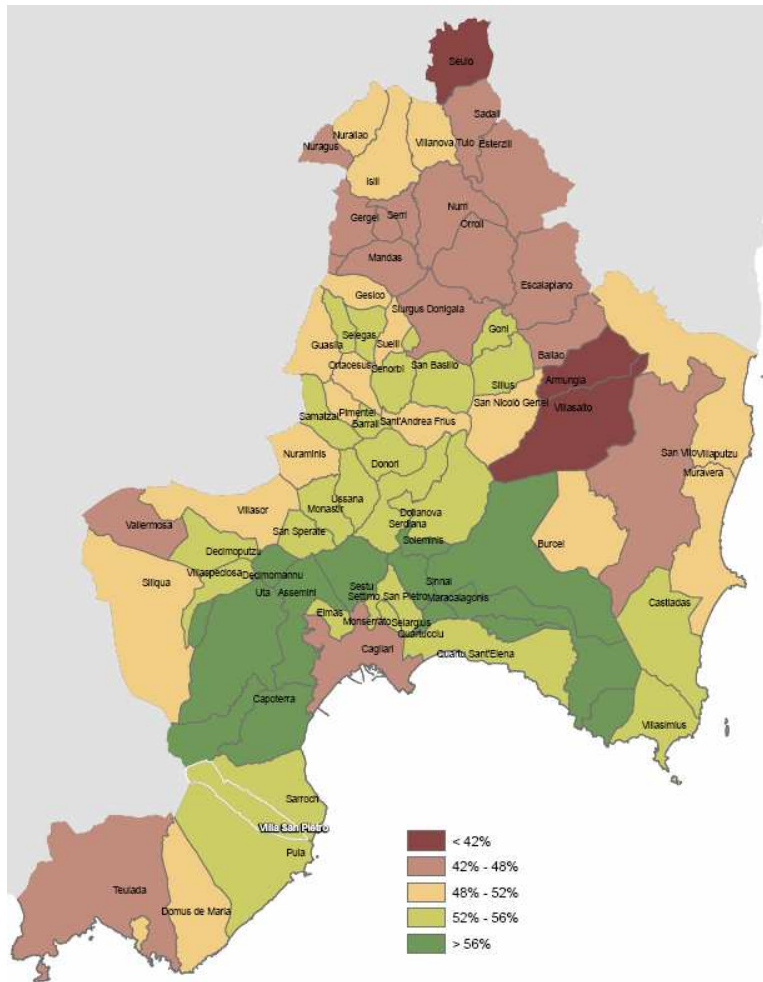 Seulo
Sadali
Nurallao
Villanova Tulo
Esterzili
Nuragus
Isili
Nurri
Gergei
Serri
Orroli
Mandas
Escalaplano
Gesico
Siurgus Donigala
Goni
Selegas
Guasila
Suelli
Ballao
Ortacesus
San Basilio
Senorbì
Armungia
Silius
San Nicolò Gerrei
Villasalto
Samatzai
Pimentel
Barrali
Sant'Andrea Frius
San Vito
Villaputzu
Nuraminis
Donori
Muravera
Ussana
Villasor
Monastir
Dolianova
Vallermosa
Serdiana
San Sperate
Soleminis
Burcei
Decimoputzu
Villaspeciosa
Decimomannu
Siliqua
Sestu
Sinnai
Uta
Assemini
Settimo San Pietro
Maracalagonis
Castiadas
Elmas
Monserrato
Selargius
Quartucciu
Cagliari
Quartu Sant'Elena
Capoterra
Villasimius
Sarroch
Villa San Pietro
Pula
Teulada
Domus de Maria
< 42%
42% - 48%
48% - 52%
52% - 56%
> 56%